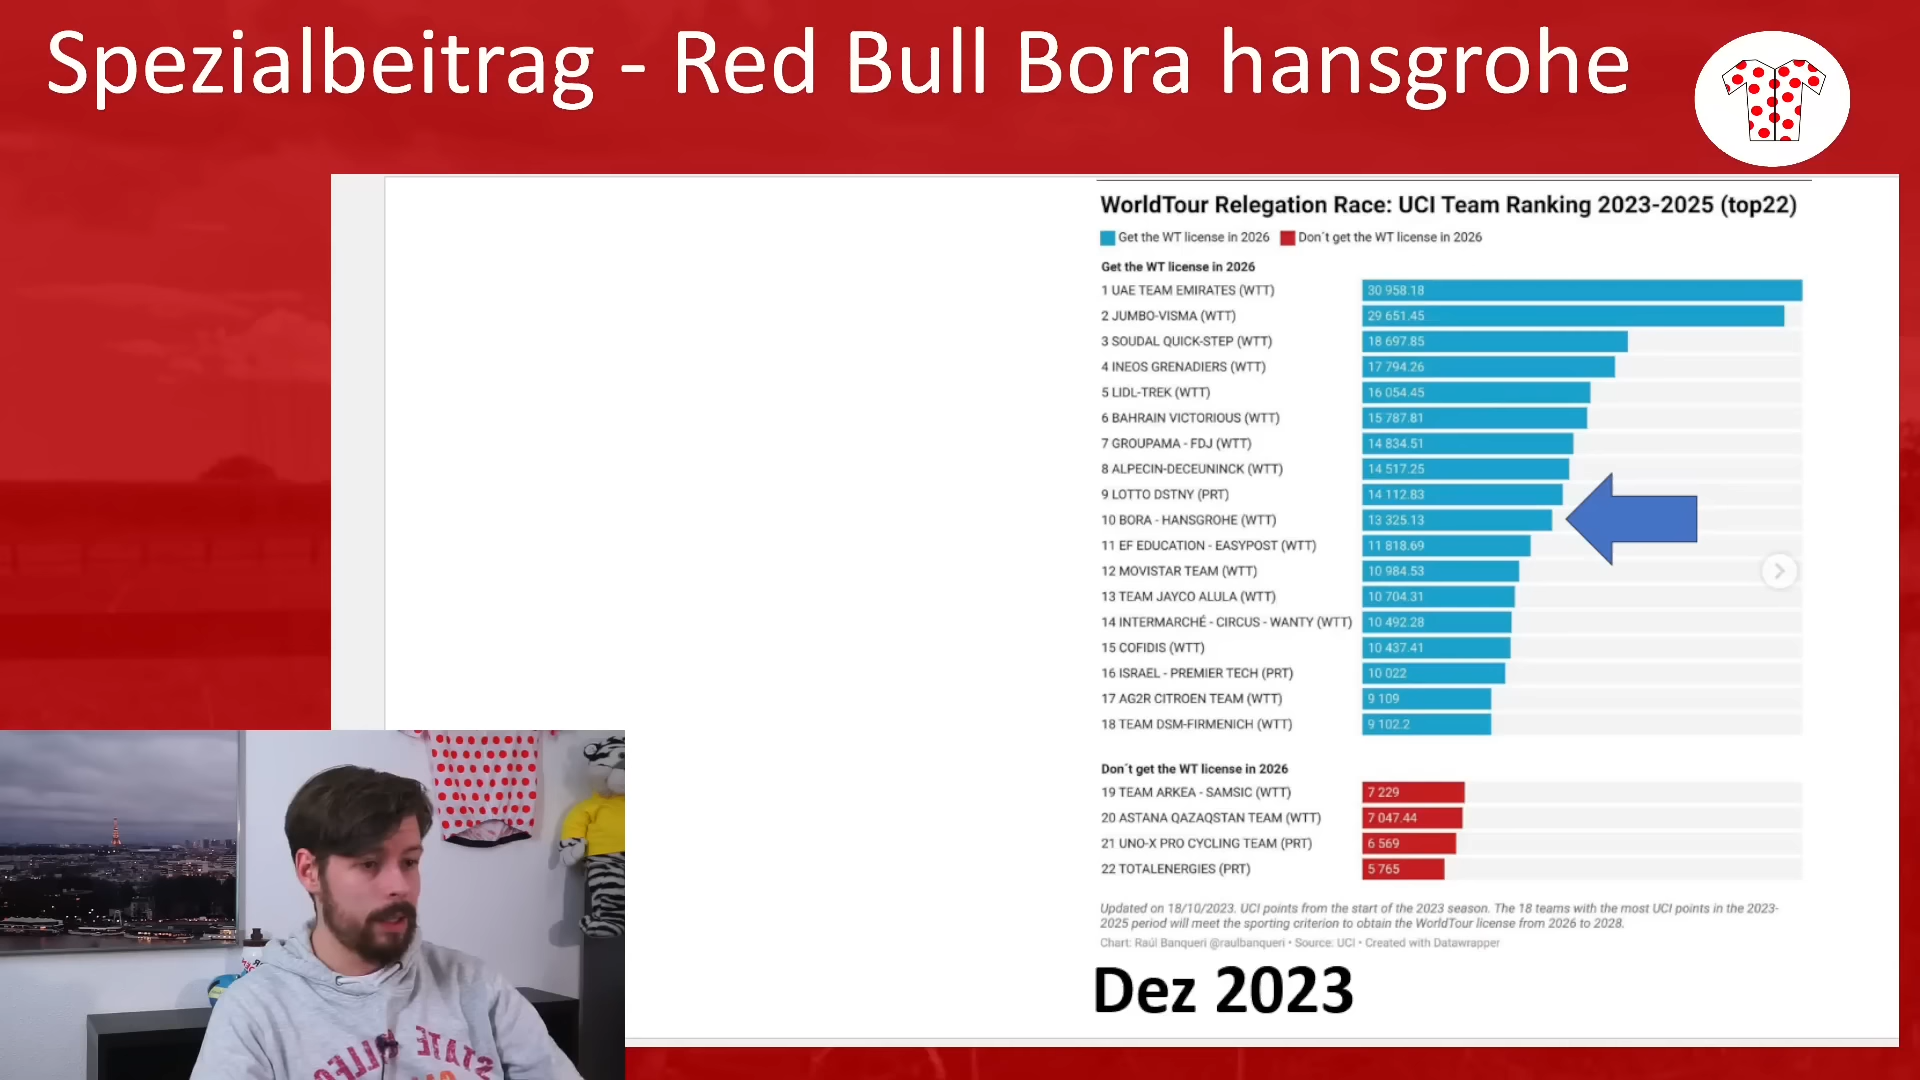 Spezialbeitrag - Red Bull Bora hansgrohe
WorldTour Relegation Race: UCI Team Ranking 2023-2025 (top22)
Get the WT license in 2026 Don´t get the WT license in 2026
Get the WT license in 2026
1 UAE TEAM EMIRATES (WTT) 30 958.18
2 JUMBO-VISMA (WTT) 29 651.45
3 SOUDAL QUICK-STEP (WTT) 18 697.85
4 INEOS GRENADIERS (WTT) 17 794.26
5 LIDL-TREK (WTT) 16 054.45
6 BAHRAIN VICTORIOUS (WTT) 15 787.81
7 GROUPAMA - FDJ (WTT) 14 834.51
8 ALPECIN-DECEUNINCK (WTT) 14 517.25
9 LOTTO DSTNY (PRT) 14 112.83
10 BORA - HANSGROHE (WTT) 13 325.13
11 EF EDUCATION - EASYPOST (WTT) 11 818.69
12 MOVISTAR TEAM (WTT) 10 984.53
13 TEAM JAYCO ALULA (WTT) 10 704.31
14 INTERMARCHÉ - CIRCUS - WANTY (WTT) 10 492.28
15 COFIDIS (WTT) 10 437.41
16 ISRAEL - PREMIER TECH (PRT) 10 022
17 AG2R CITROEN TEAM (WTT) 9 109
18 TEAM DSM-FIRMENICH (WTT) 9 102.2
Don´t get the WT license in 2026
19 TEAM ARKEA - SAMSIC (WTT) 7 229
20 ASTANA QAZAQSTAN TEAM (WTT) 7 047.44
21 UNO-X PRO CYCLING TEAM (PRT) 6 569
22 TOTALENERGIES (PRT) 5 765
Updated on 18/10/2023. UCI points from the start of the 2023 season. The 18 teams with the most UCI points in the 2023-
2025 period will meet the sporting criterion to obtain the WorldTour license from 2026 to 2028.
Chart: Raúl Banqueri @raulbanqueri • Source: UCI • Created with Datawrapper
Dez 2023
STATE